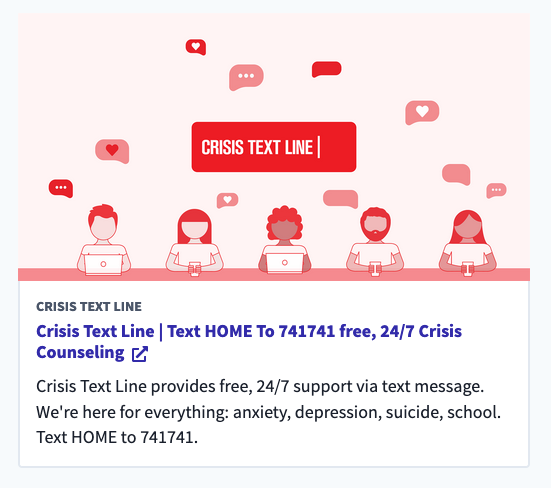 CRISIS TEXT LINE
CRISIS TEXT LINE
Crisis Text Line | Text HOME To 741741 free, 24/7 Crisis
Counseling
Crisis Text Line provides free, 24/7 support via text message.
We're here for everything: anxiety, depression, suicide, school.
Text HOME to 741741.